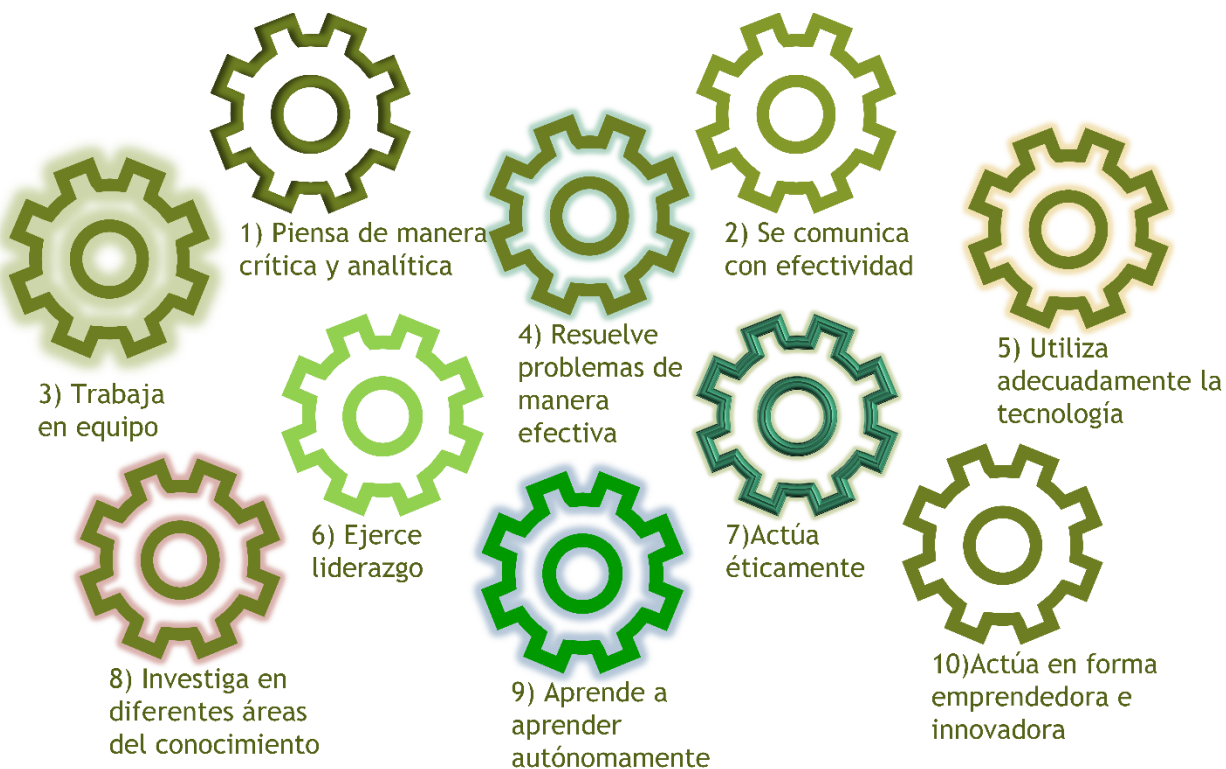 1) Piensa de manera
crítica y analítica
2) Se comunica
con efectividad
3) Trabaja
en equipo
4) Resuelve
problemas de
manera
efectiva
5) Utiliza
adecuadamente la
tecnología
6) Ejerce
liderazgo
7)Actúa
éticamente
8) Investiga en
diferentes áreas
del conocimiento
9) Aprende a
aprender
autónomamente
10)Actúa en forma
emprendedora e
innovadora